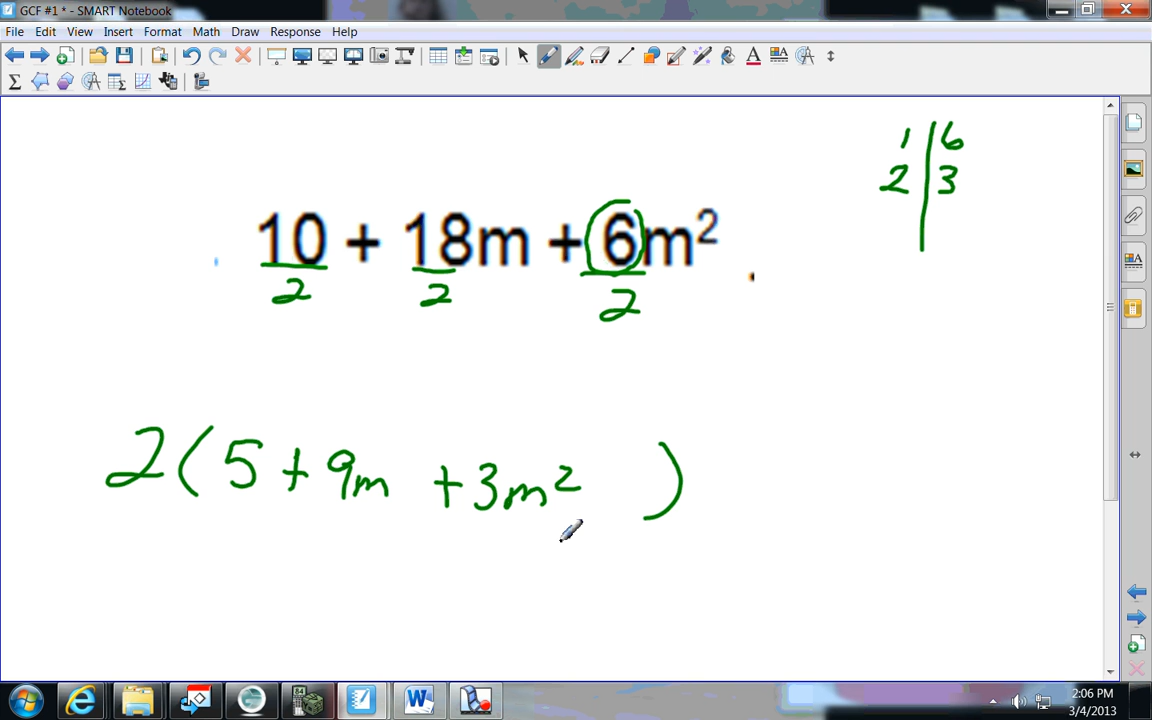 GCF #1 * - SMART Notebook
File Edit View Insert Format Math Draw Response Help
1 | 6
2 | 3
10 + 18m + 6m²
2 2 2
2(5 + 9m + 3m²)
2:06 PM
3/4/2013